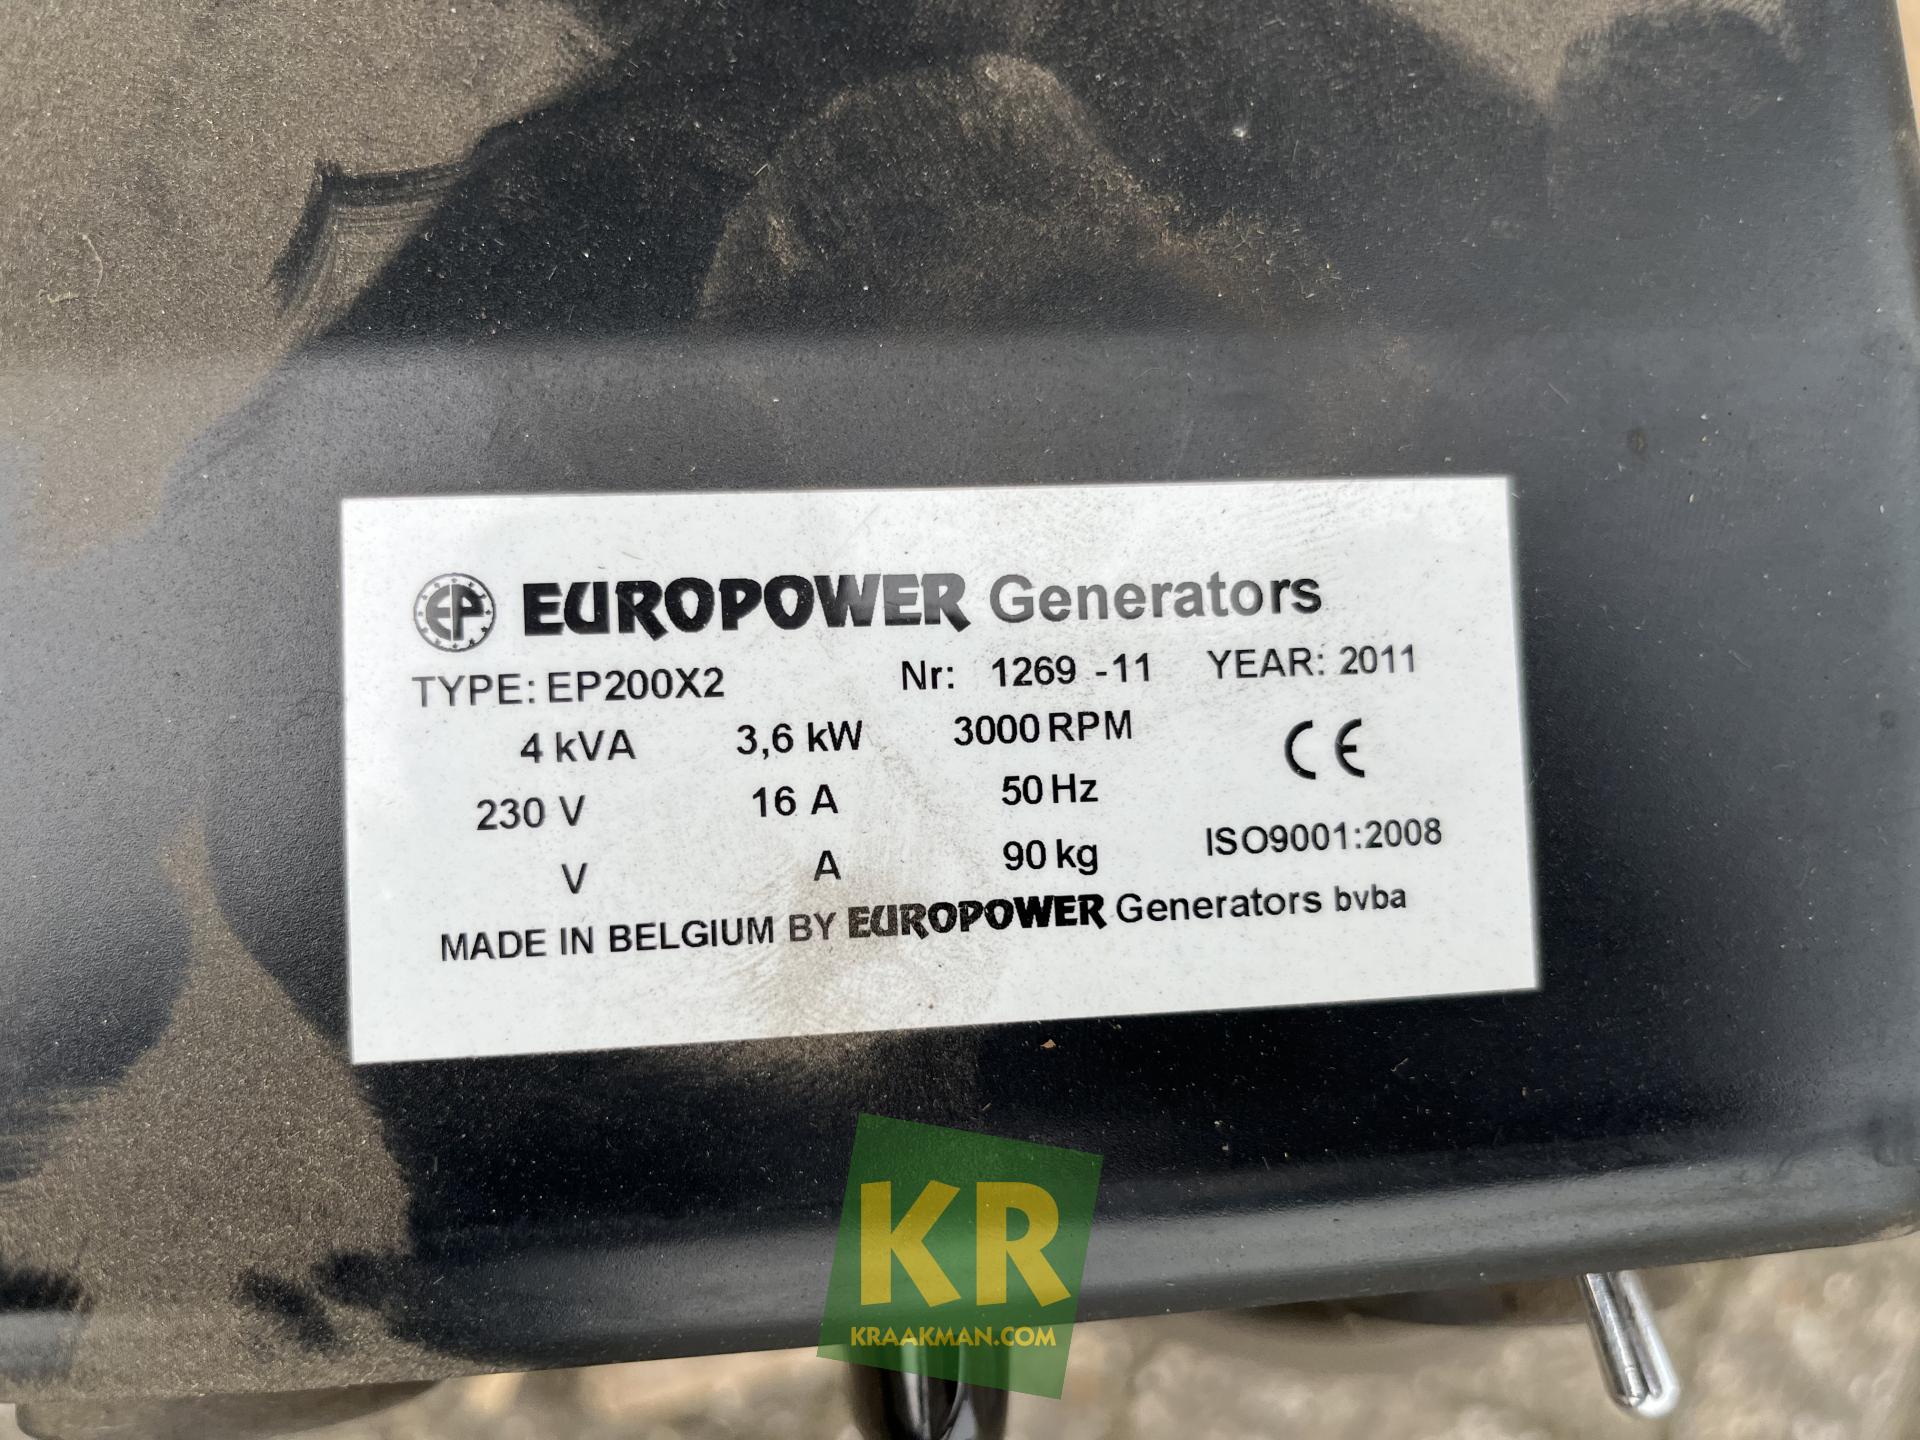 EP EUROPOWER Generators
TYPE: EP200X2 Nr: 1269 -11 YEAR: 2011
4 kVA 3,6 kW 3000 RPM CE
230 V 16 A 50 Hz
V A 90 kg ISO9001:2008
MADE IN BELGIUM BY EUROPOWER Generators bvba
KR
KRAAKMAN.COM